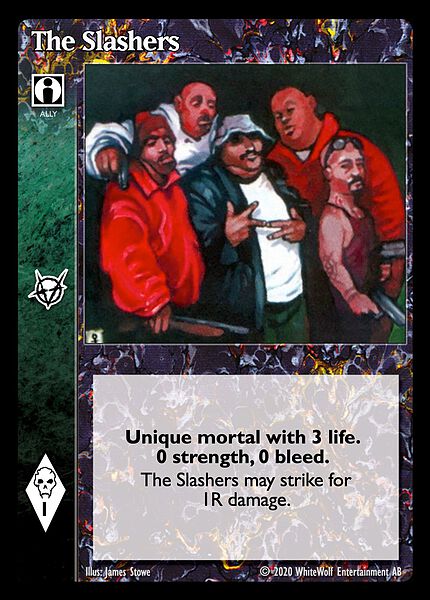 The Slashers
ALLY
Unique mortal with 3 life.
0 strength, 0 bleed.
The Slashers may strike for
1R damage.
1
Illus: James Stowe © 2020 WhiteWolf Entertainment AB